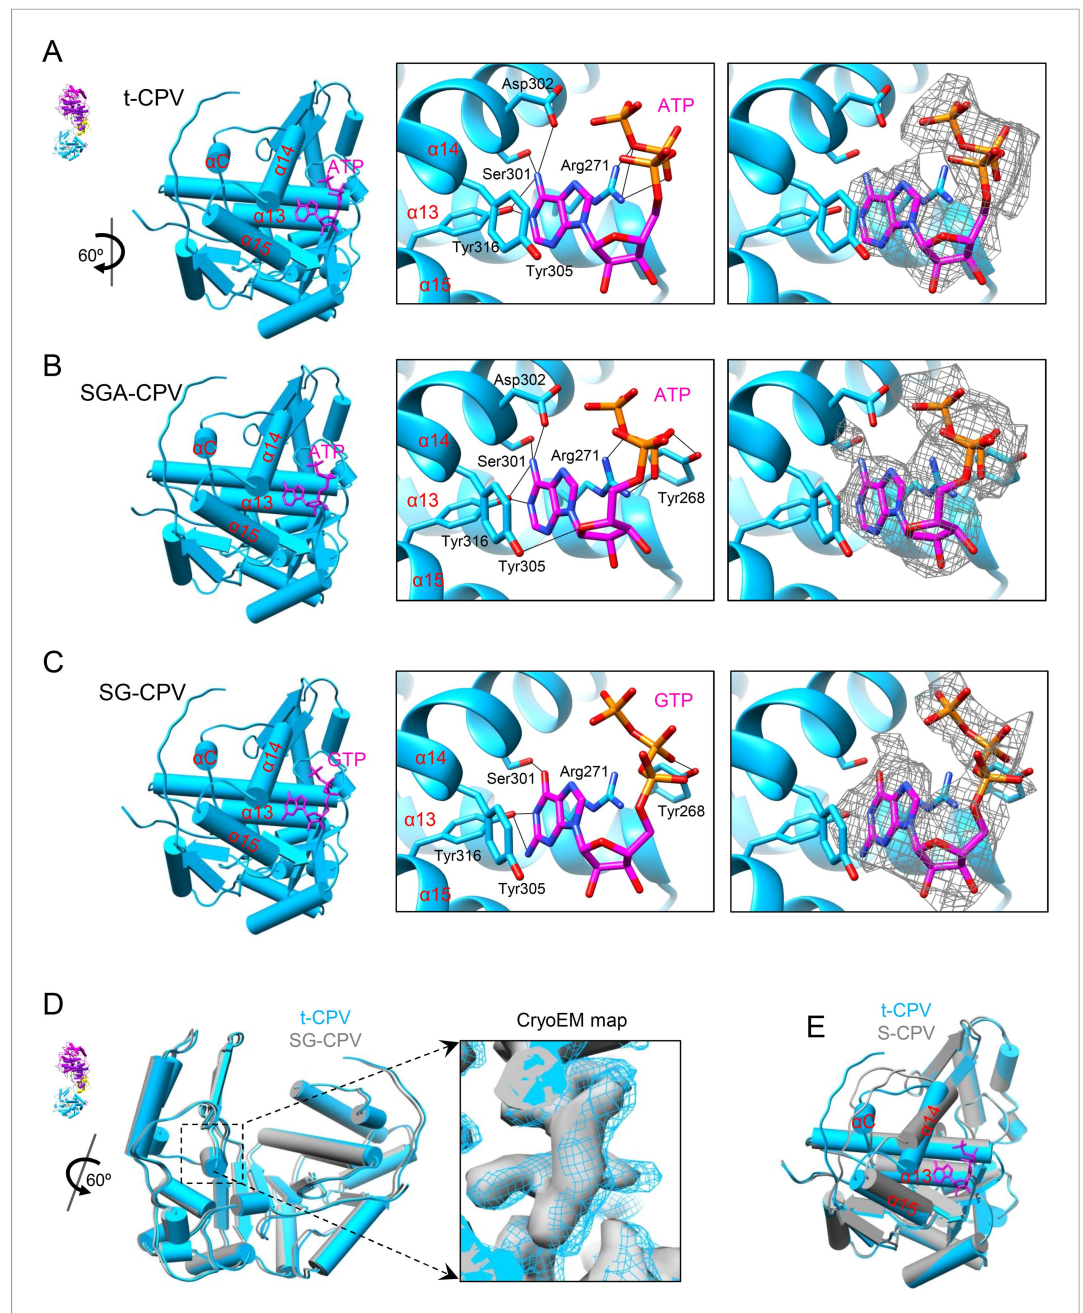 A
t-CPV
αC
α14
ATP
α13
α15
60º
Asp302
ATP
α14
Ser301
Arg271
α13
Tyr316
Tyr305
α15
B
SGA-CPV
αC
α14
ATP
α13
α15
Asp302
ATP
α14
Ser301
Arg271
α13
Tyr268
Tyr316
Tyr305
α15
C
SG-CPV
αC
α14
GTP
α13
α15
GTP
α14
Ser301
Arg271
α13
Tyr268
Tyr316
Tyr305
α15
D
t-CPV
SG-CPV
60º
CryoEM map
E
t-CPV
S-CPV
αC
α14
α13
α15